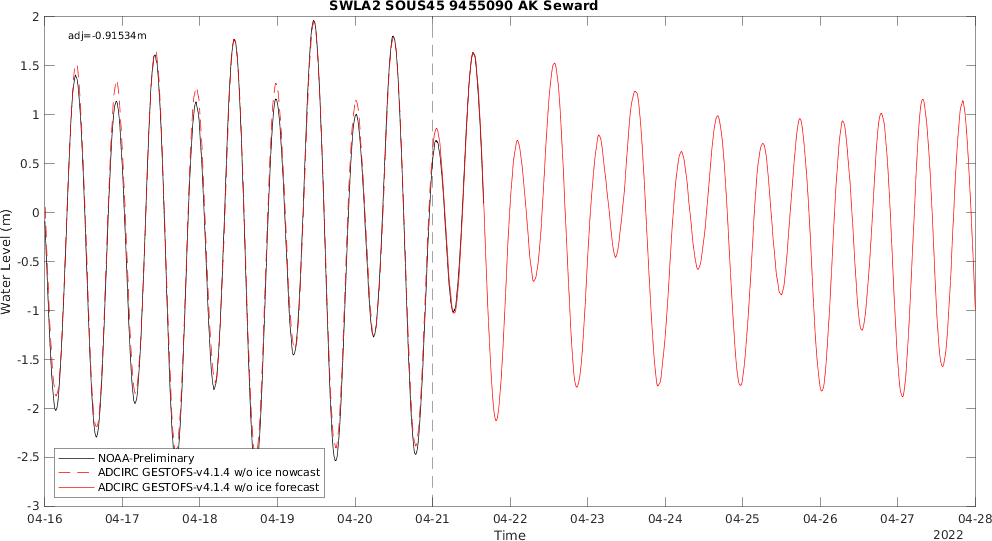 SWLA2 SOUS45 9455090 AK Seward
adj=-0.91534m
Water Level (m)
2
1.5
1
0.5
0
-0.5
-1
-1.5
-2
-2.5
-3
NOAA-Preliminary
ADCIRC GESTOFS-v4.1.4 w/o ice nowcast
ADCIRC GESTOFS-v4.1.4 w/o ice forecast
04-16 04-17 04-18 04-19 04-20 04-21 04-22 04-23 04-24 04-25 04-26 04-27 04-28
Time
2022